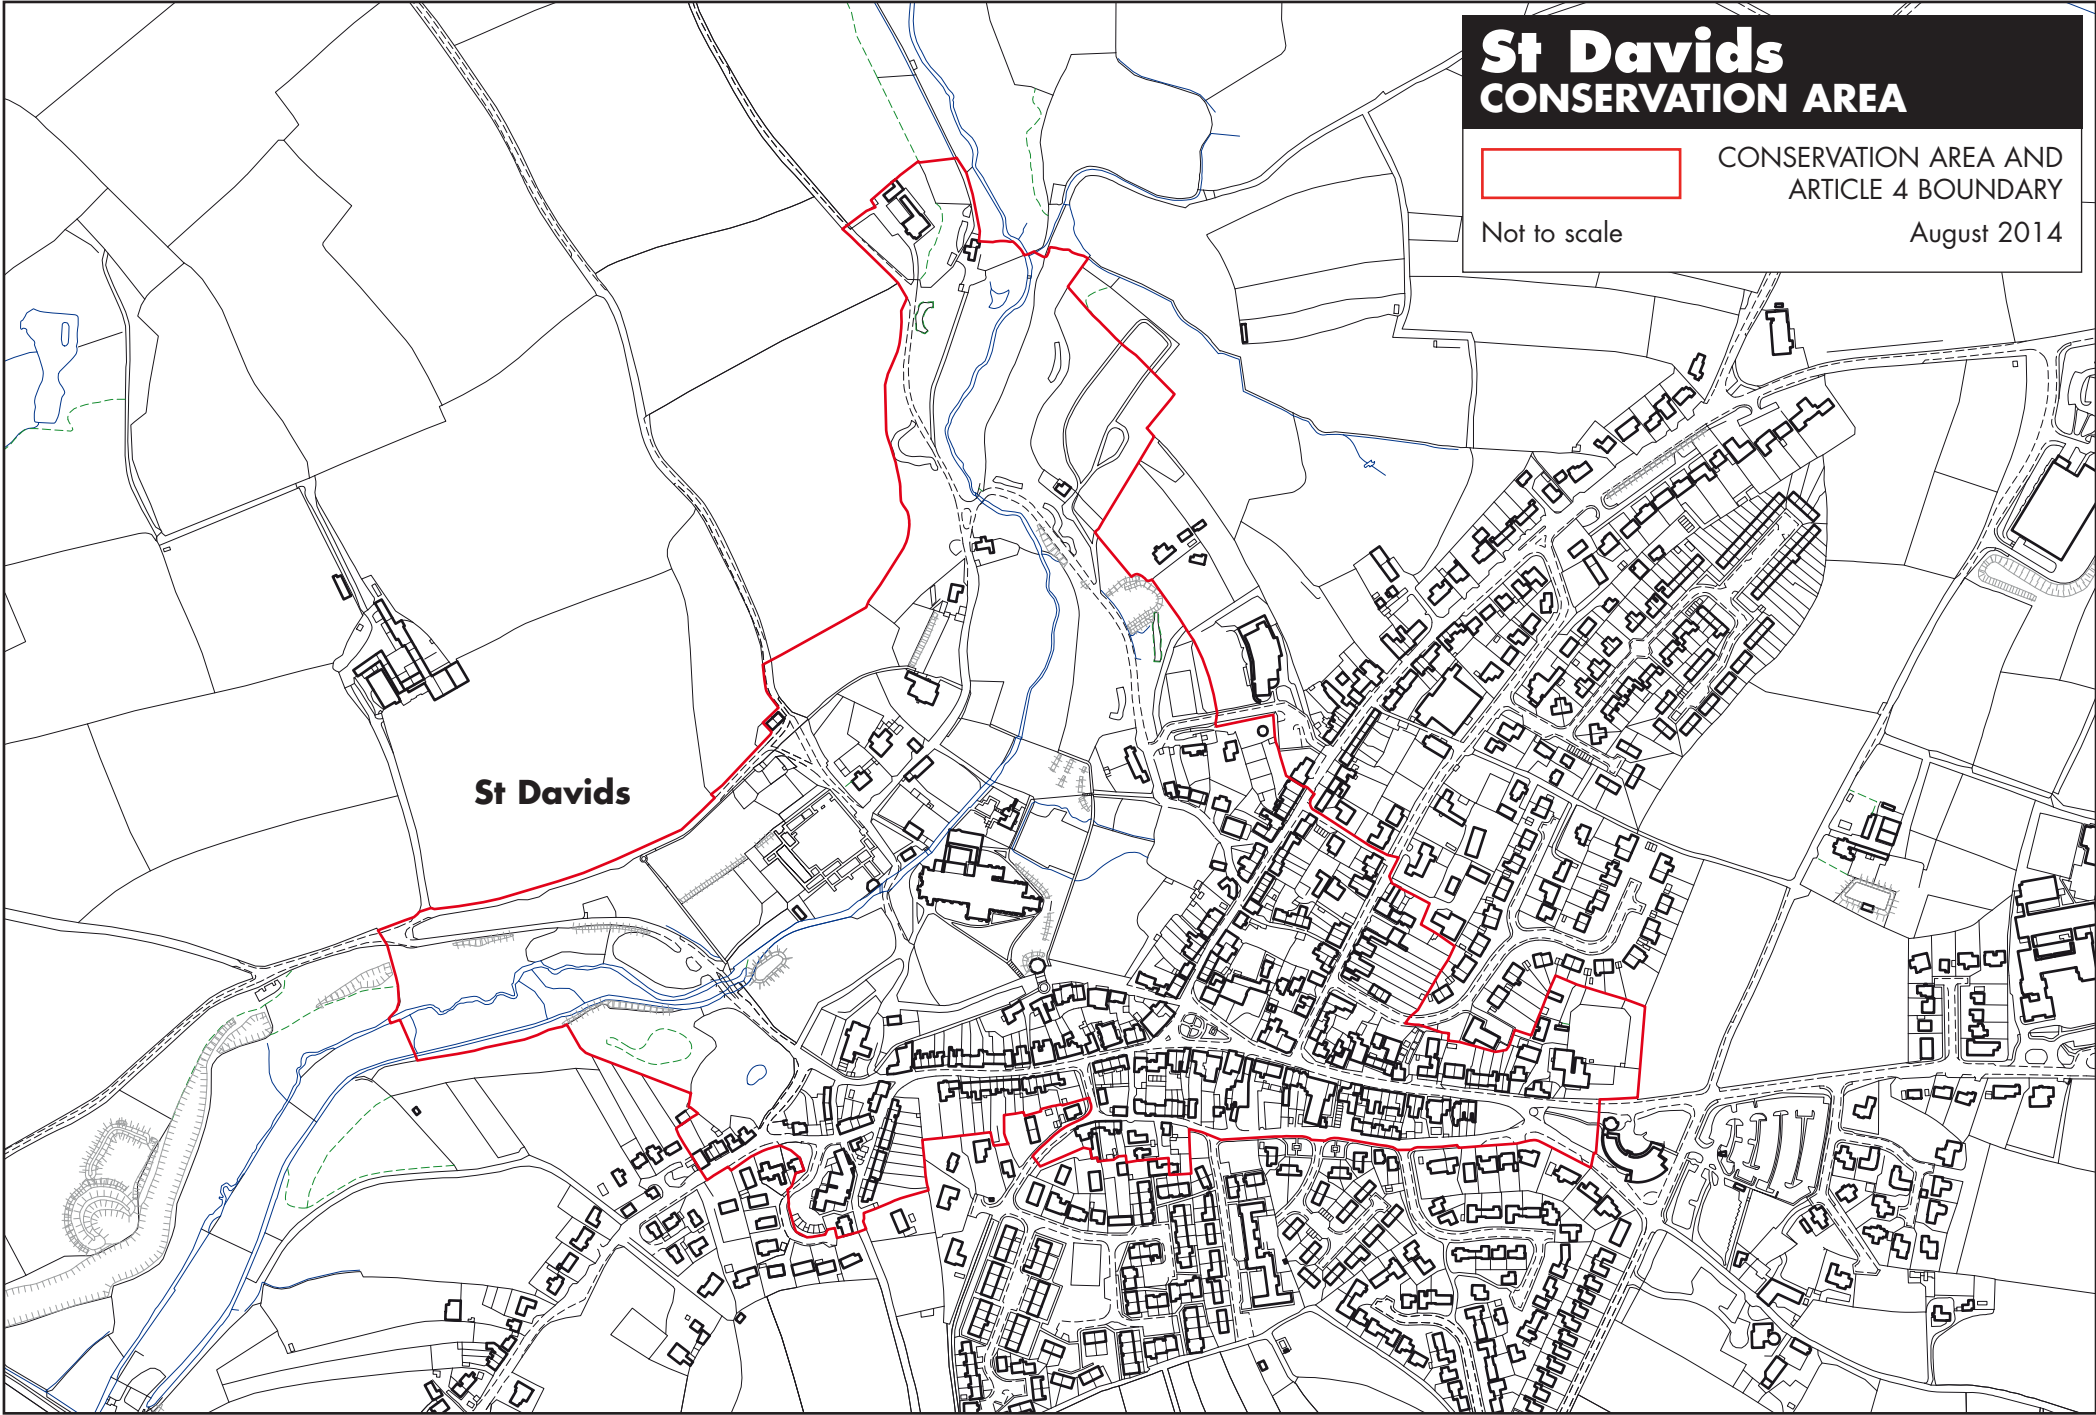 St Davids
CONSERVATION AREA
CONSERVATION AREA AND
ARTICLE 4 BOUNDARY
Not to scale
August 2014
St Davids